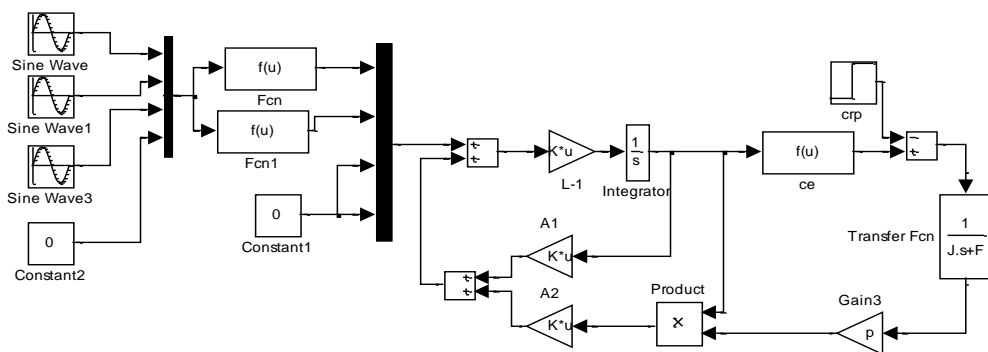 Sine Wave
Sine Wave1
Sine Wave3
0
Constant2
f(u)
Fcn
f(u)
Fcn1
0
Constant1
K*u
L-1
1
s
Integrator
A1
K*u
A2
K*u
Product
×
f(u)
ce
crp
Transfer Fcn
1
J.s+F
Gain3
p